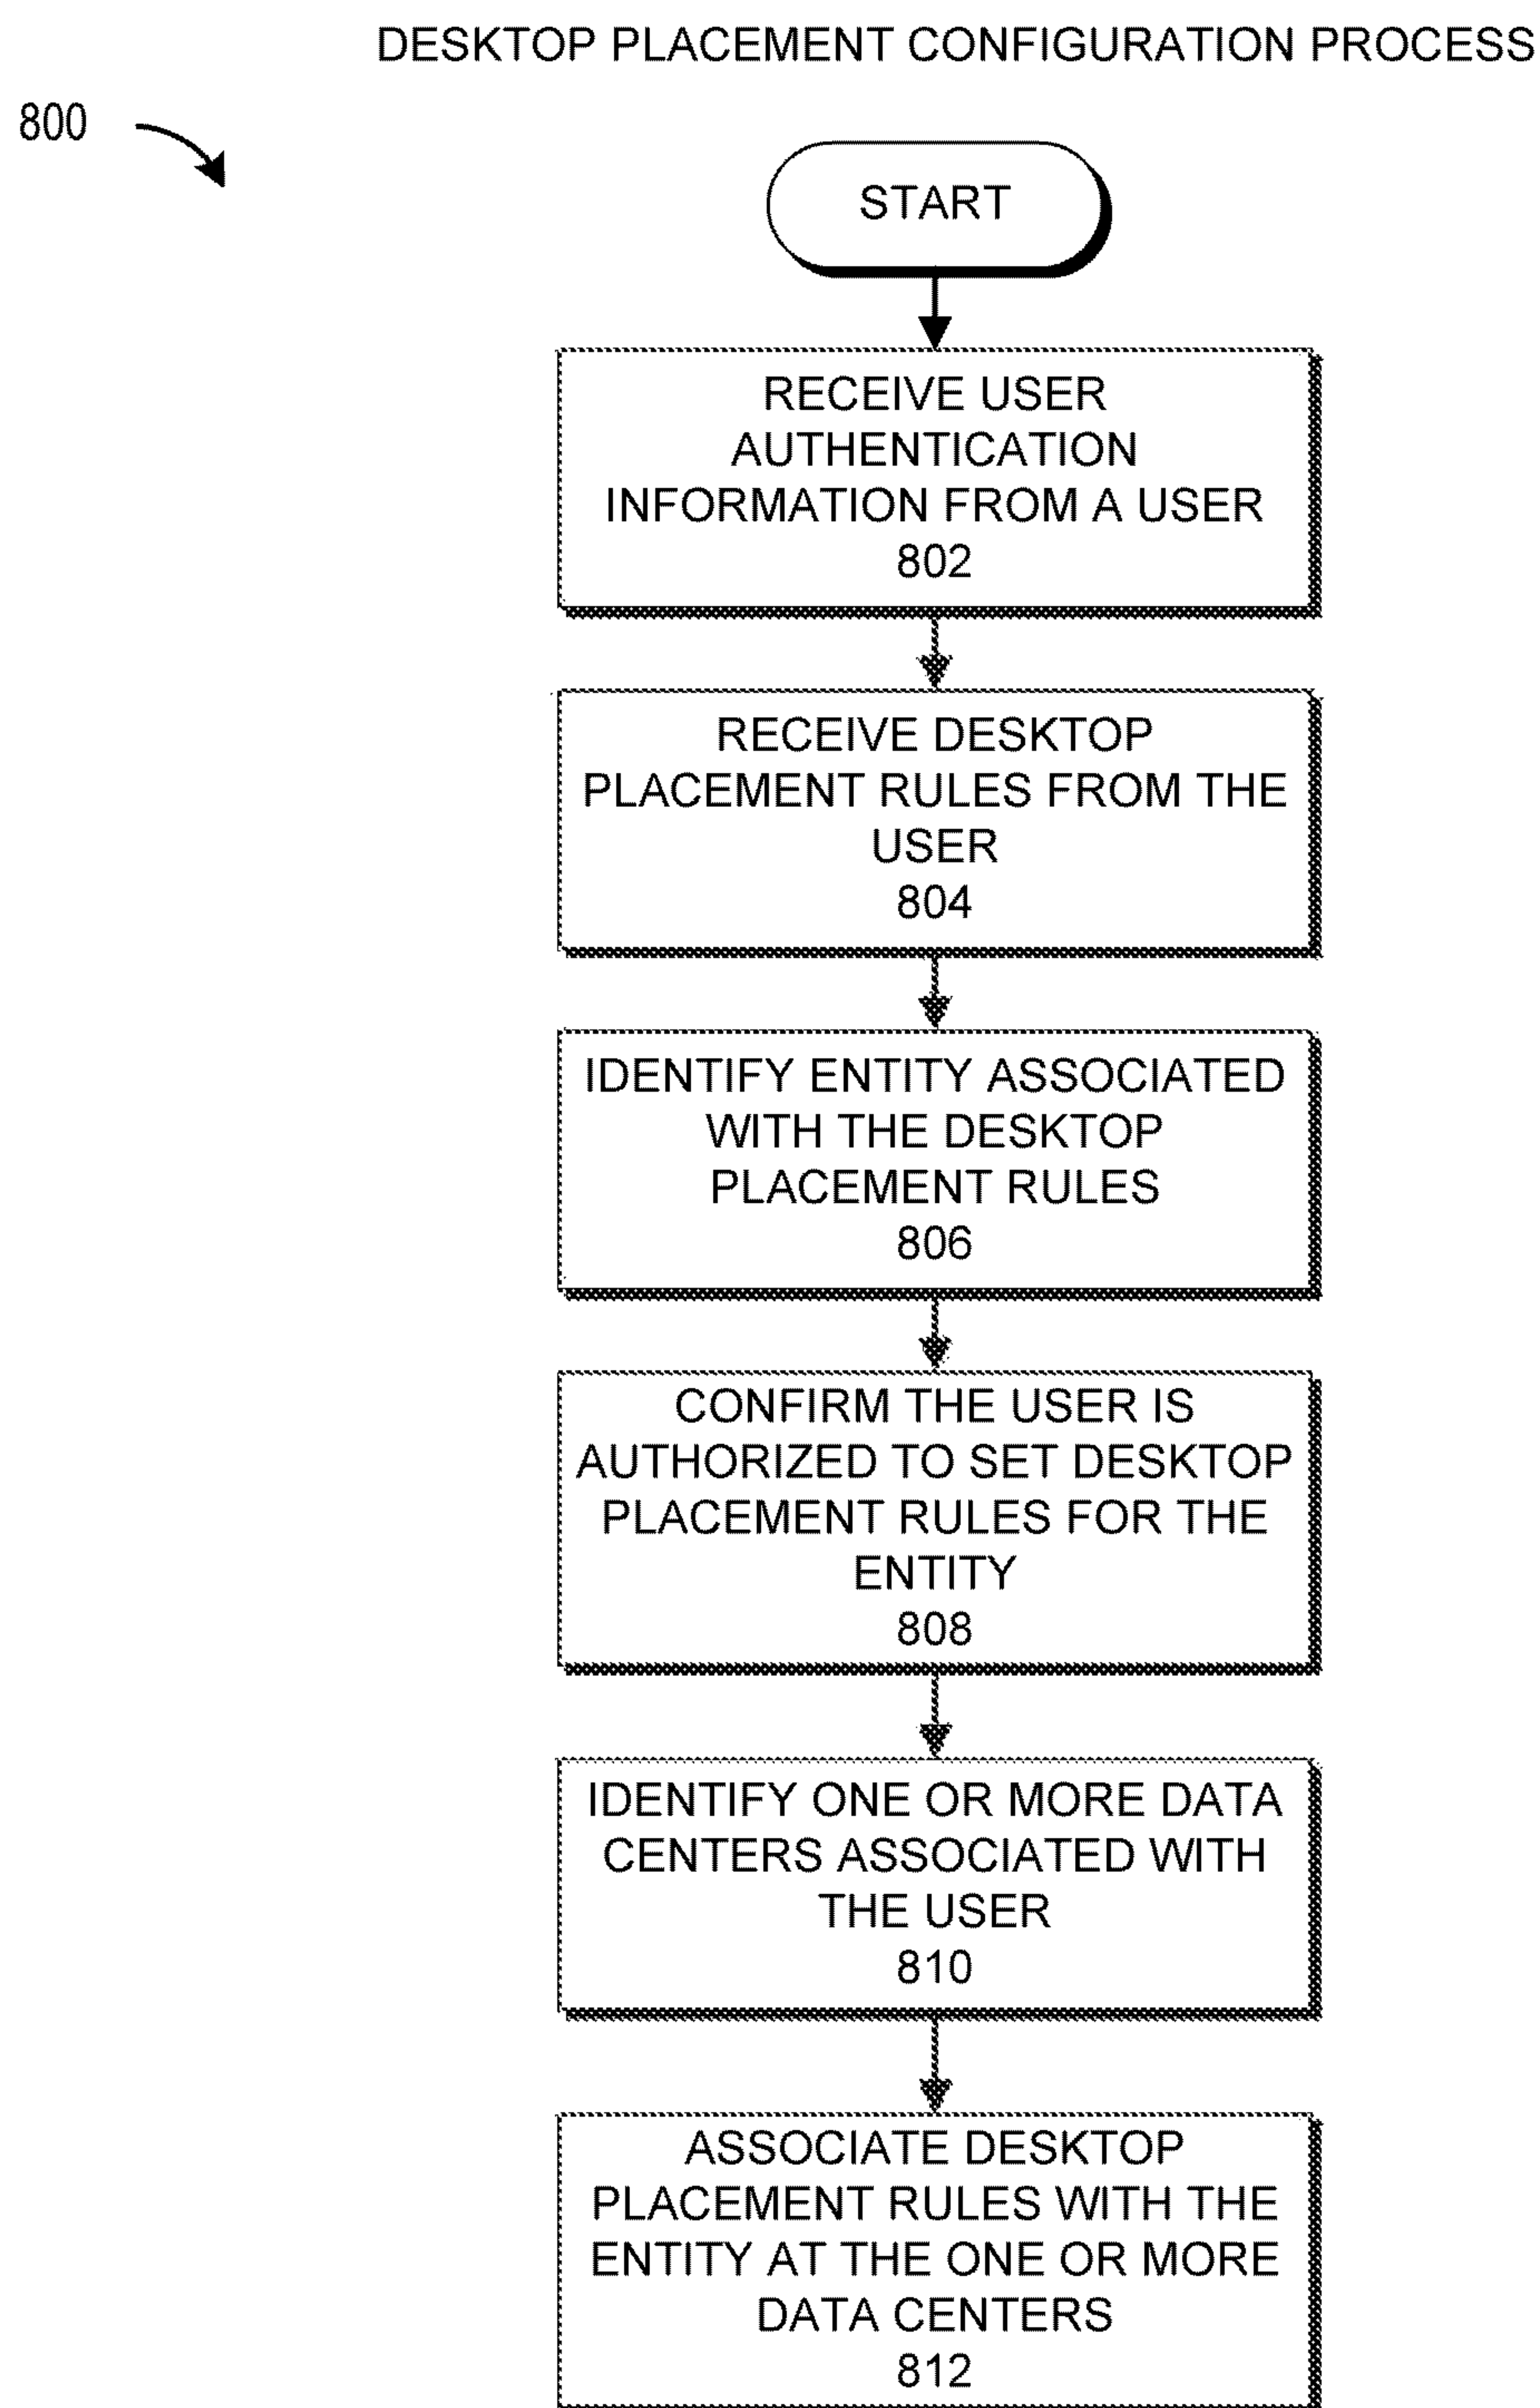 DESKTOP PLACEMENT CONFIGURATION PROCESS
800
START
RECEIVE USER
AUTHENTICATION
INFORMATION FROM A USER
802
RECEIVE DESKTOP
PLACEMENT RULES FROM THE
USER
804
IDENTIFY ENTITY ASSOCIATED
WITH THE DESKTOP
PLACEMENT RULES
806
CONFIRM THE USER IS
AUTHORIZED TO SET DESKTOP
PLACEMENT RULES FOR THE
ENTITY
808
IDENTIFY ONE OR MORE DATA
CENTERS ASSOCIATED WITH
THE USER
810
ASSOCIATE DESKTOP
PLACEMENT RULES WITH THE
ENTITY AT THE ONE OR MORE
DATA CENTERS
812